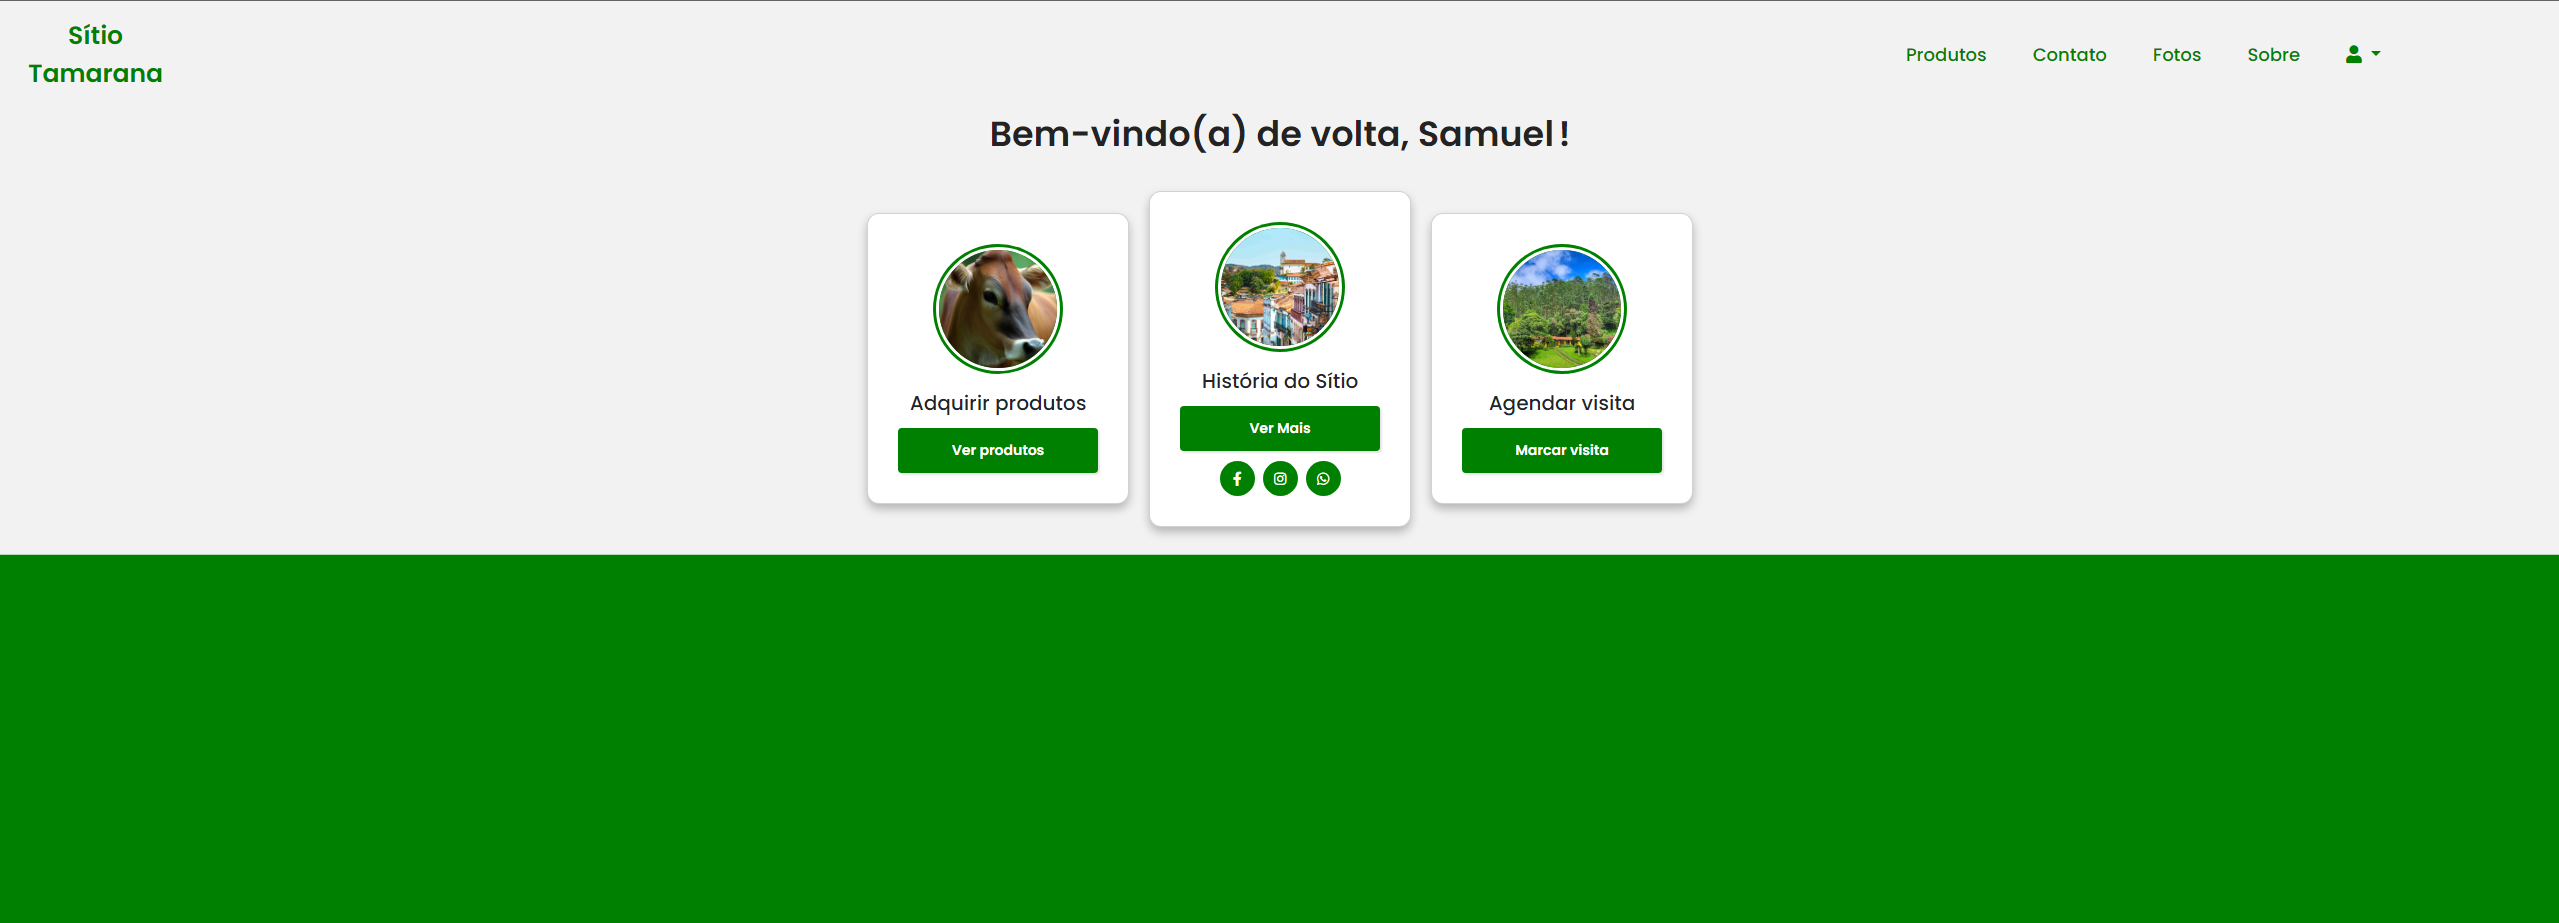 Sítio
Tamarana
Produtos Contato Fotos Sobre
Bem-vindo(a) de volta, Samuel!
Adquirir produtos
Ver produtos
História do Sítio
Ver Mais
Agendar visita
Marcar visita